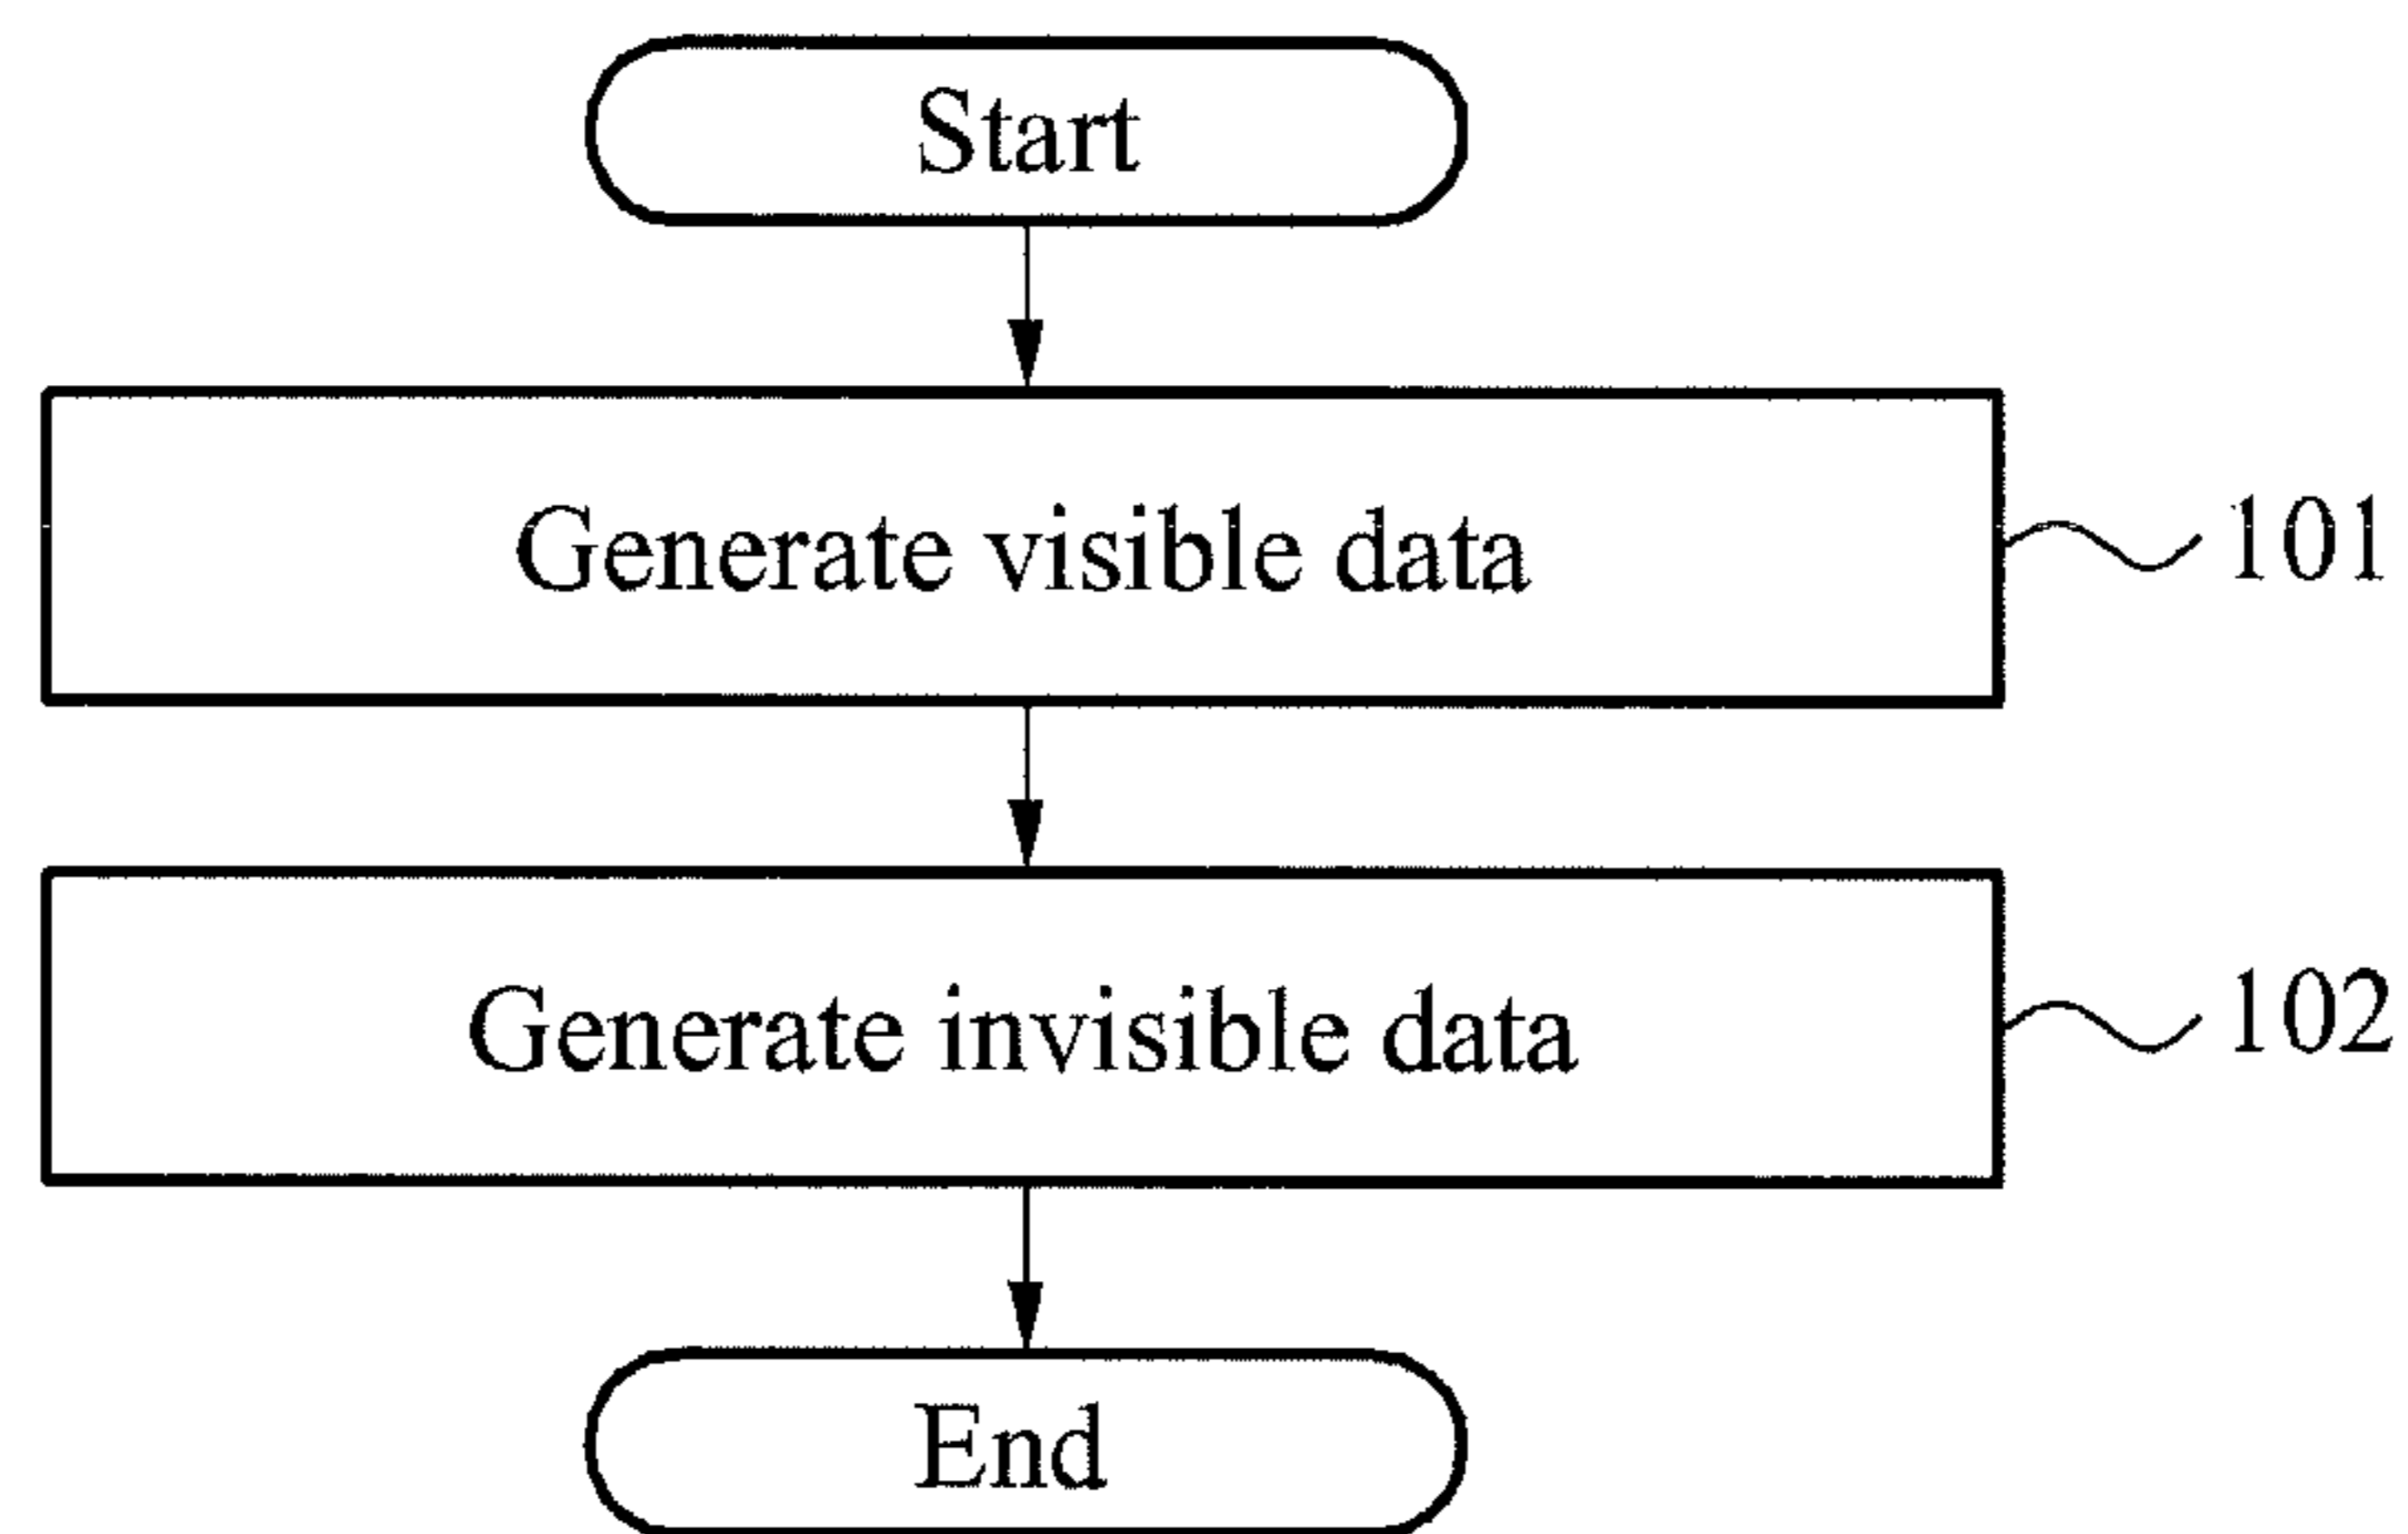 Start
Generate visible data
101
Generate invisible data
102
End